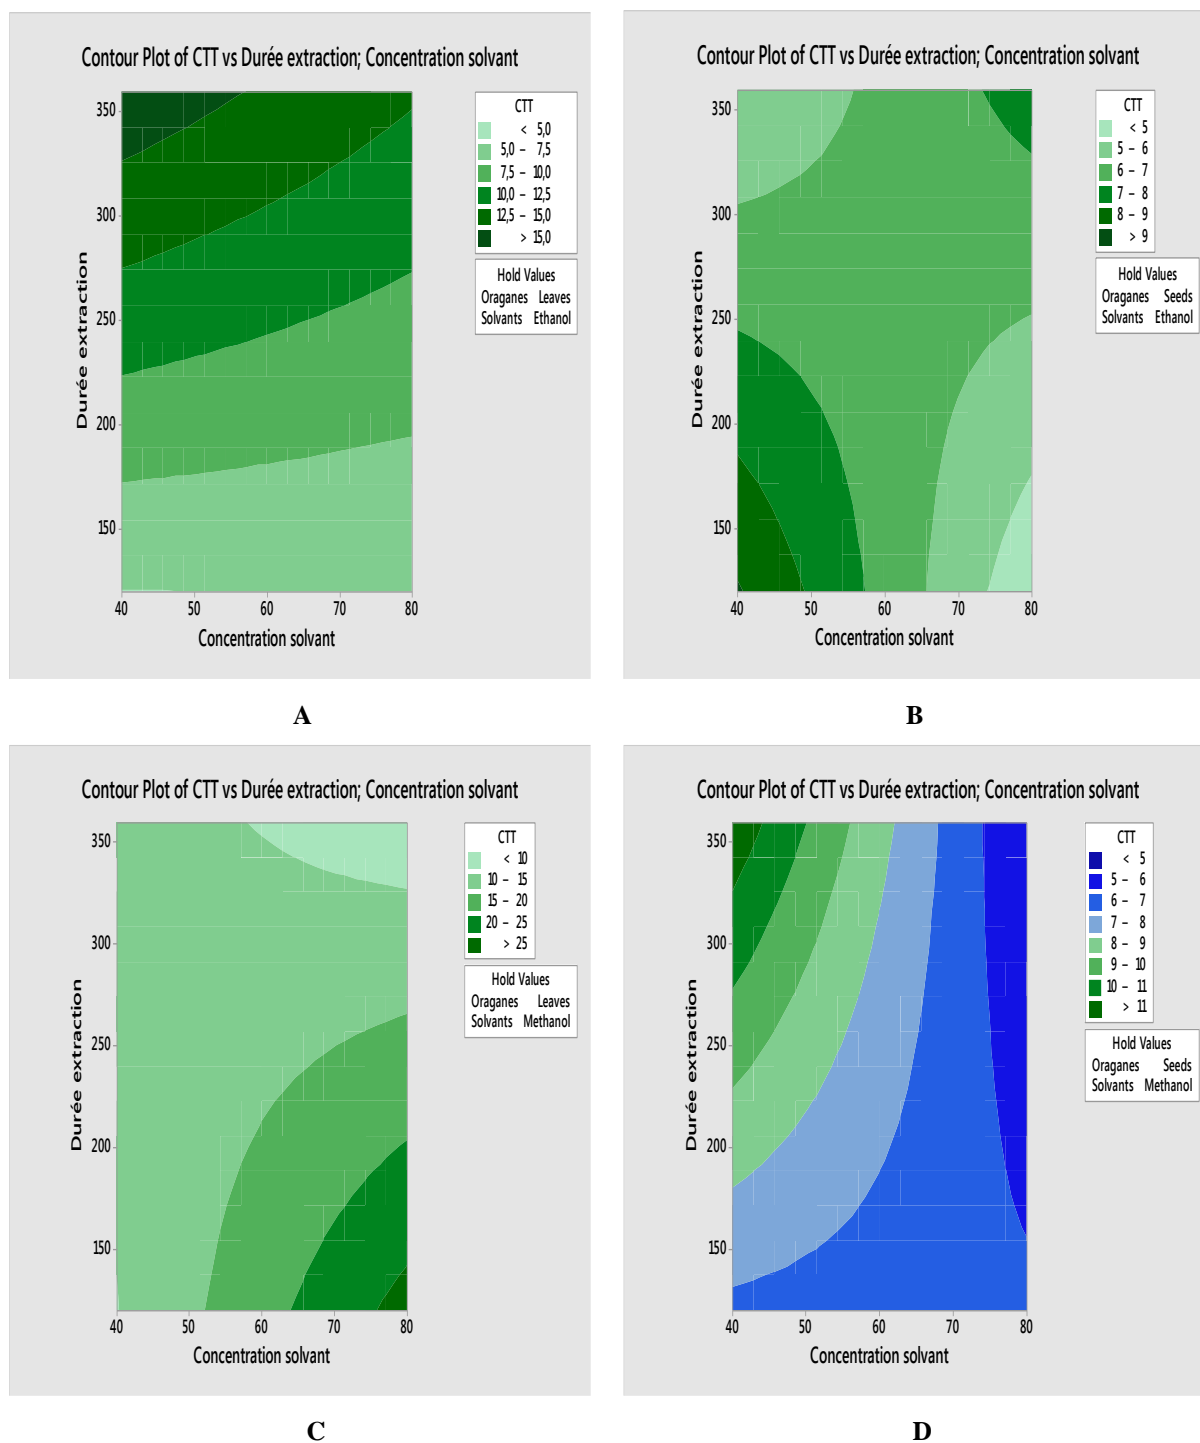 Contour Plot of CTT vs Durée extraction; Concentration solvant
CTT
< 5,0
5,0 – 7,5
7,5 – 10,0
10,0 – 12,5
12,5 – 15,0
> 15,0
Hold Values
Oraganes Leaves
Solvants Ethanol
Durée extraction
350
300
250
200
150
40 50 60 70 80
Concentration solvant
A
Contour Plot of CTT vs Durée extraction; Concentration solvant
CTT
< 5
5 – 6
6 – 7
7 – 8
8 – 9
> 9
Hold Values
Oraganes Seeds
Solvants Ethanol
Durée extraction
350
300
250
200
150
40 50 60 70 80
Concentration solvant
B
Contour Plot of CTT vs Durée extraction; Concentration solvant
CTT
< 10
10 – 15
15 – 20
20 – 25
> 25
Hold Values
Oraganes Leaves
Solvants Methanol
Durée extraction
350
300
250
200
150
40 50 60 70 80
Concentration solvant
C
Contour Plot of CTT vs Durée extraction; Concentration solvant
CTT
< 5
5 – 6
6 – 7
7 – 8
8 – 9
9 – 10
10 – 11
> 11
Hold Values
Oraganes Seeds
Solvants Methanol
Durée extraction
350
300
250
200
150
40 50 60 70 80
Concentration solvant
D